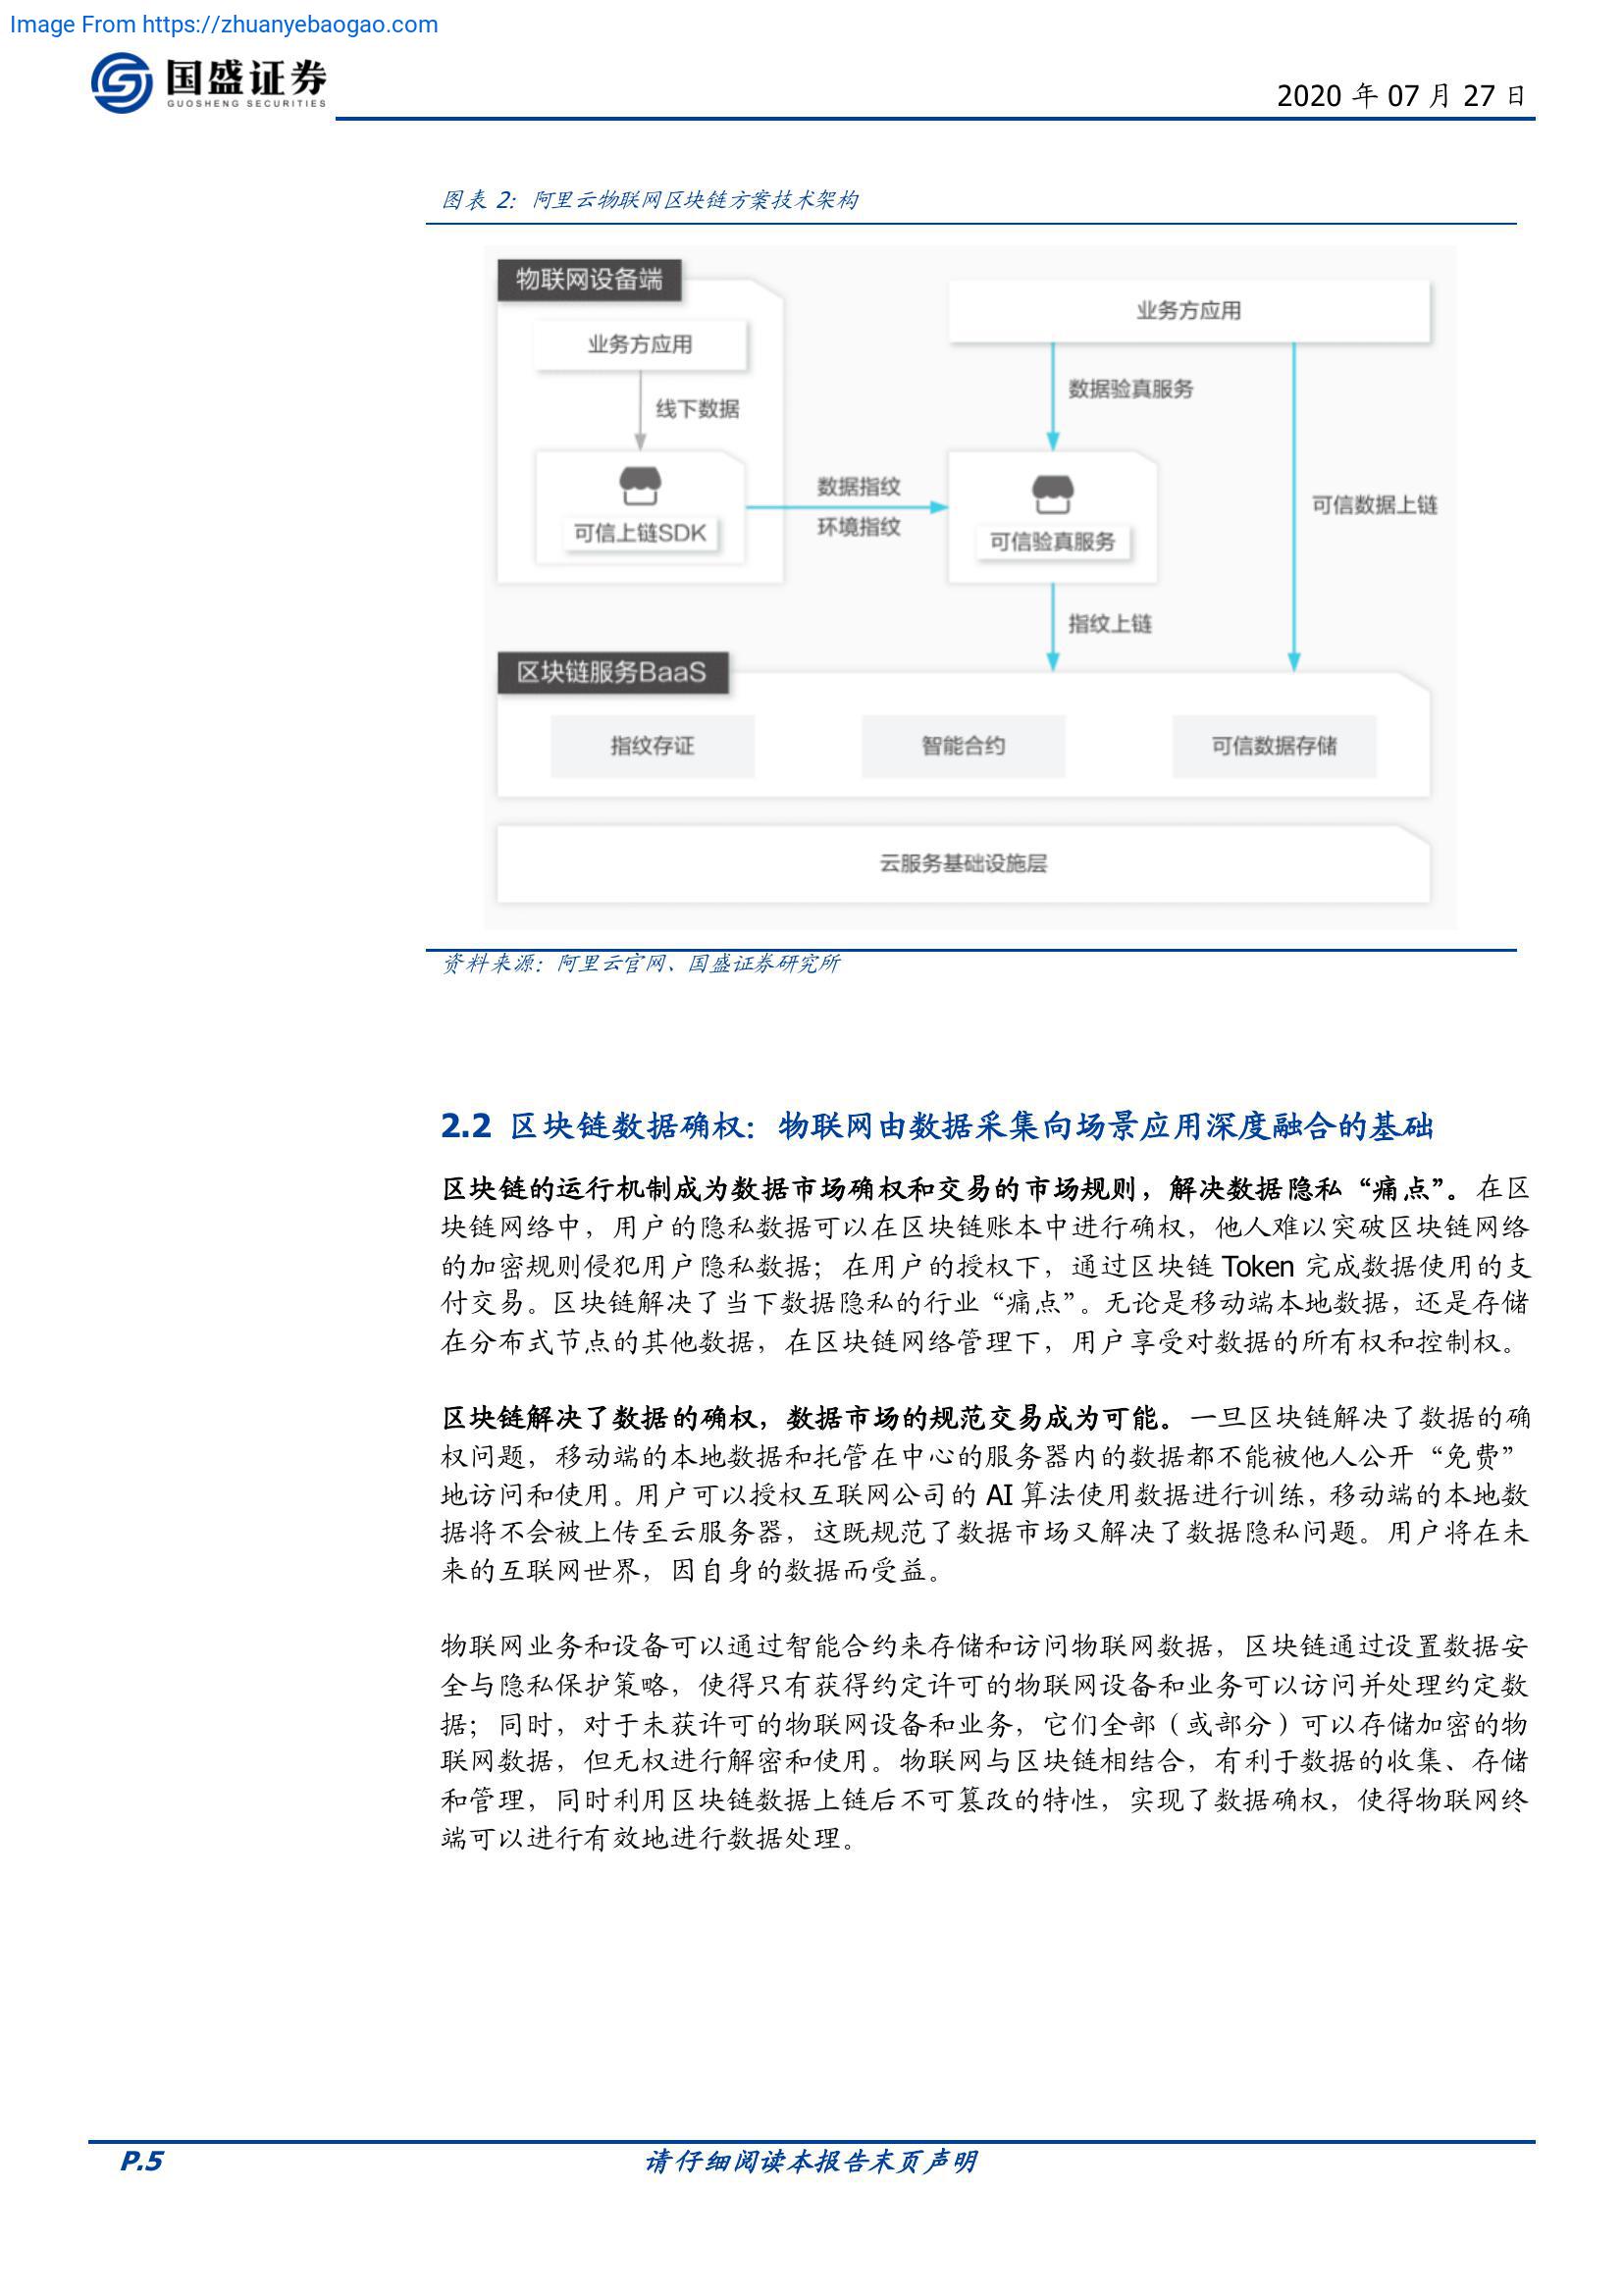 Image From https://zhuanyebaogao.com
国盛证券
GUOSHENG SECURITIES
2020 年 07 月 27 日
图表 2：阿里云物联网区块链方案技术架构
物联网设备端
业务方应用
业务方应用
数据验真服务
线下数据
数据指纹
环境指纹
可信上链SDK
可信验真服务
可信数据上链
指纹上链
区块链服务BaaS
指纹存证
智能合约
可信数据存储
云服务基础设施层
资料来源：阿里云官网、国盛证券研究所
2.2 区块链数据确权：物联网由数据采集向场景应用深度融合的基础
区块链的运行机制成为数据市场确权和交易的市场规则，解决数据隐私“痛点”。在区
块链网络中，用户的隐私数据可以在区块链账本中进行确权，他人难以突破区块链网络
的加密规则侵犯用户隐私数据；在用户的授权下，通过区块链 Token 完成数据使用的支
付交易。区块链解决了当下数据隐私的行业“痛点”。无论是移动端本地数据，还是存储
在分布式节点的其他数据，在区块链网络管理下，用户享受对数据的所有权和控制权。
区块链解决了数据的确权，数据市场的规范交易成为可能。一旦区块链解决了数据的确
权问题，移动端的本地数据和托管在中心的服务器内的数据都不能被他人公开“免费”
地访问和使用。用户可以授权互联网公司的 AI 算法使用数据进行训练，移动端的本地数
据将不会被上传至云服务器，这既规范了数据市场又解决了数据隐私问题。用户将在未
来的互联网世界，因自身的数据而受益。
物联网业务和设备可以通过智能合约来存储和访问物联网数据，区块链通过设置数据安
全与隐私保护策略，使得只有获得约定许可的物联网设备和业务可以访问并处理约定数
据；同时，对于未获许可的物联网设备和业务，它们全部（或部分）可以存储加密的物
联网数据，但无权进行解密和使用。物联网与区块链相结合，有利于数据的收集、存储
和管理，同时利用区块链数据上链后不可篡改的特性，实现了数据确权，使得物联网终
端可以进行有效地进行数据处理。
P.5
请仔细阅读本报告末页声明